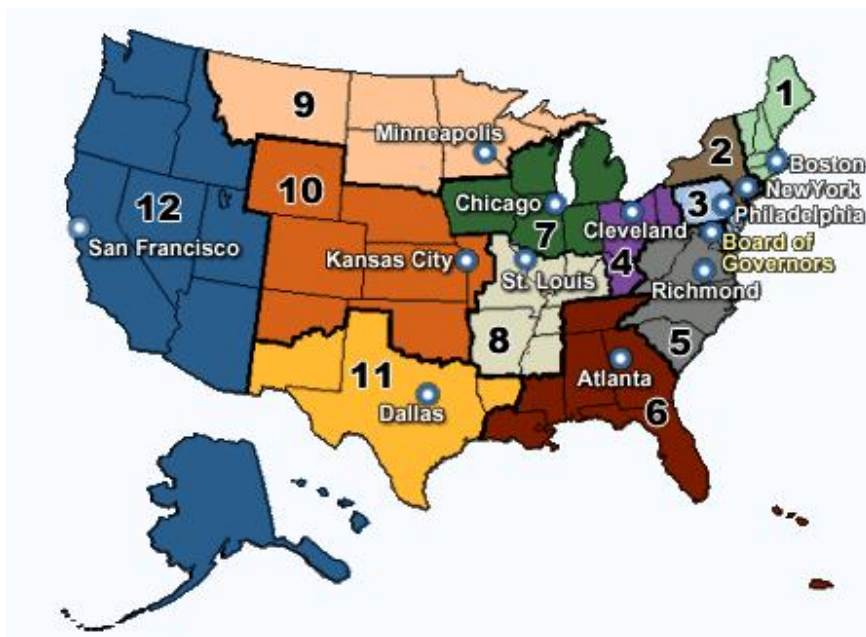 1
9
2
Minneapolis
Boston
10
NewYork
3
Philadelphia
12
Chicago
Cleveland
7
Board of
Governors
San Francisco
Kansas City
4
St. Louis
Richmond
8
5
11
Atlanta
Dallas
6